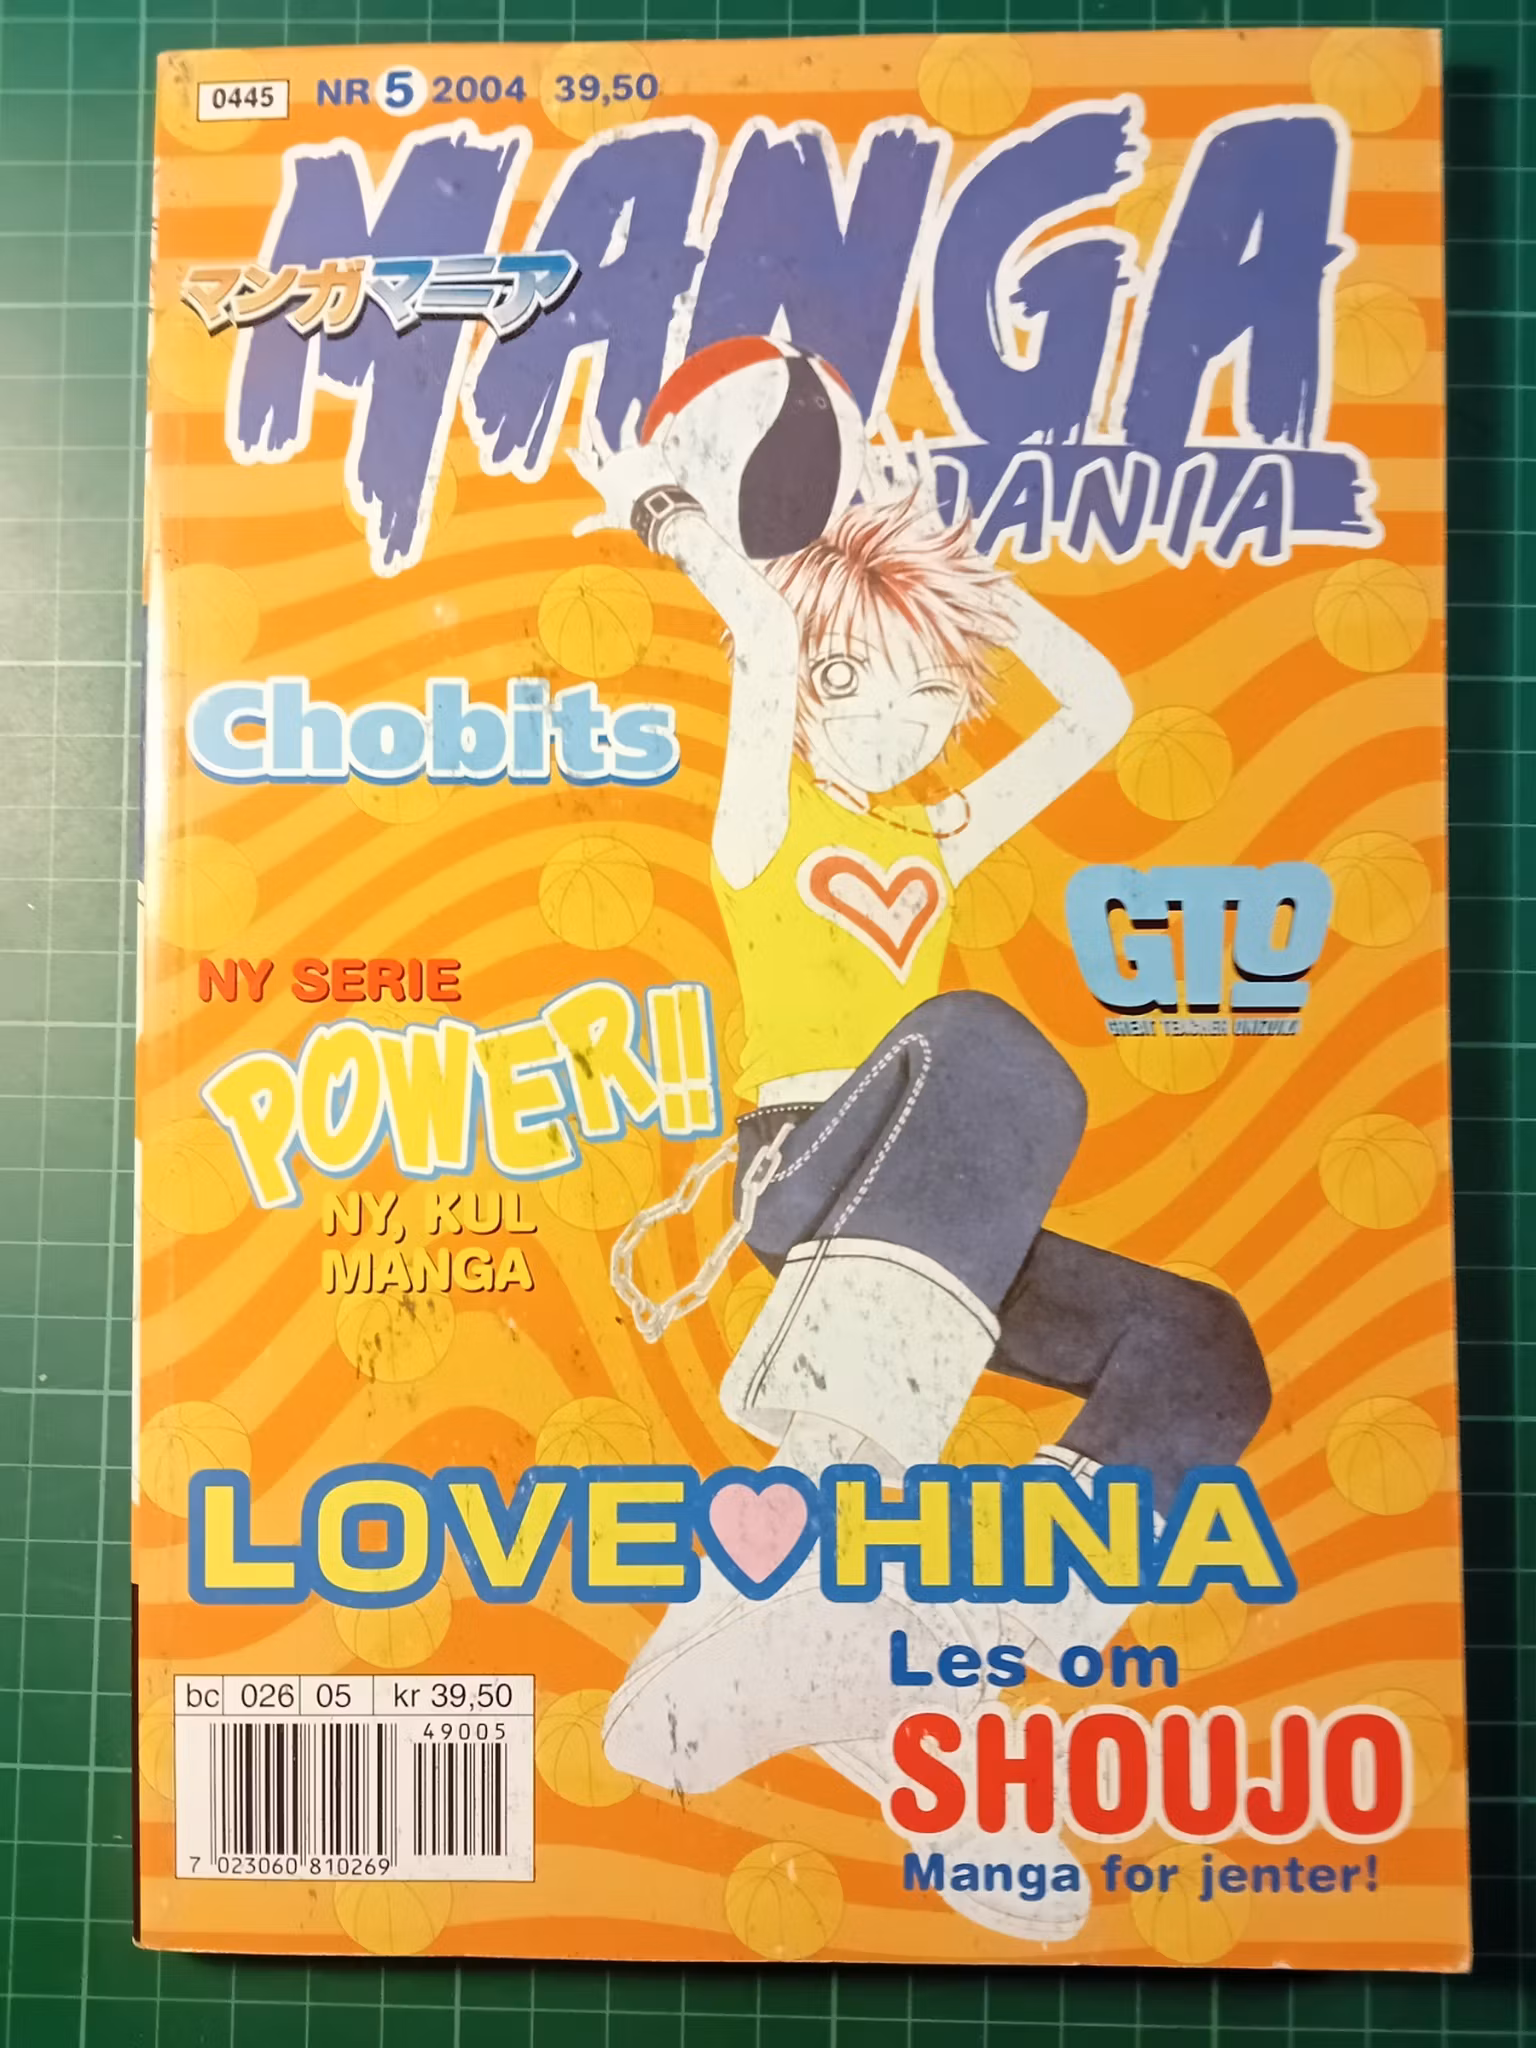 0445 NR 5 2004 39,50
MANGA
マンガマニア
MANIA
Chobits
GTO
GREAT TEACHER ONIZUKA
NY SERIE
POWER!!
NY, KUL
MANGA
LOVE♥HINA
Les om
SHOUJO
Manga for jenter!
bc 026 05 kr 39,50
49005
7 023060 810269